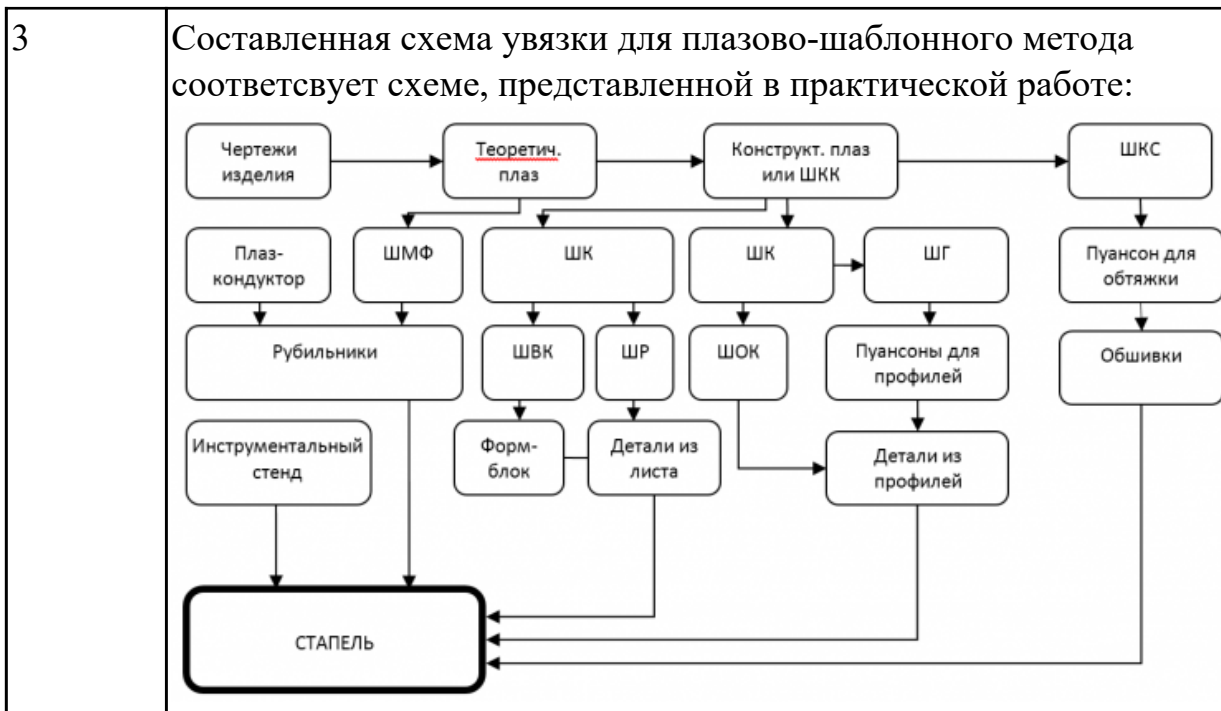 3
Составленная схема увязки для плазово-шаблонного метода
соответсвует схеме, представленной в практической работе:
Чертежи
изделия
Теоретич.
плаз
Конструкт. плаз
или ШКК
ШКС
Плаз-
кондуктор
ШМФ
ШК
ШК
ШГ
Пуансон для
обтяжки
Рубильники
ШВК
ШР
ШОК
Пуансоны для
профилей
Обшивки
Инструментальный
стенд
Форм-
блок
Детали из
листа
Детали из
профилей
СТАПЕЛЬ